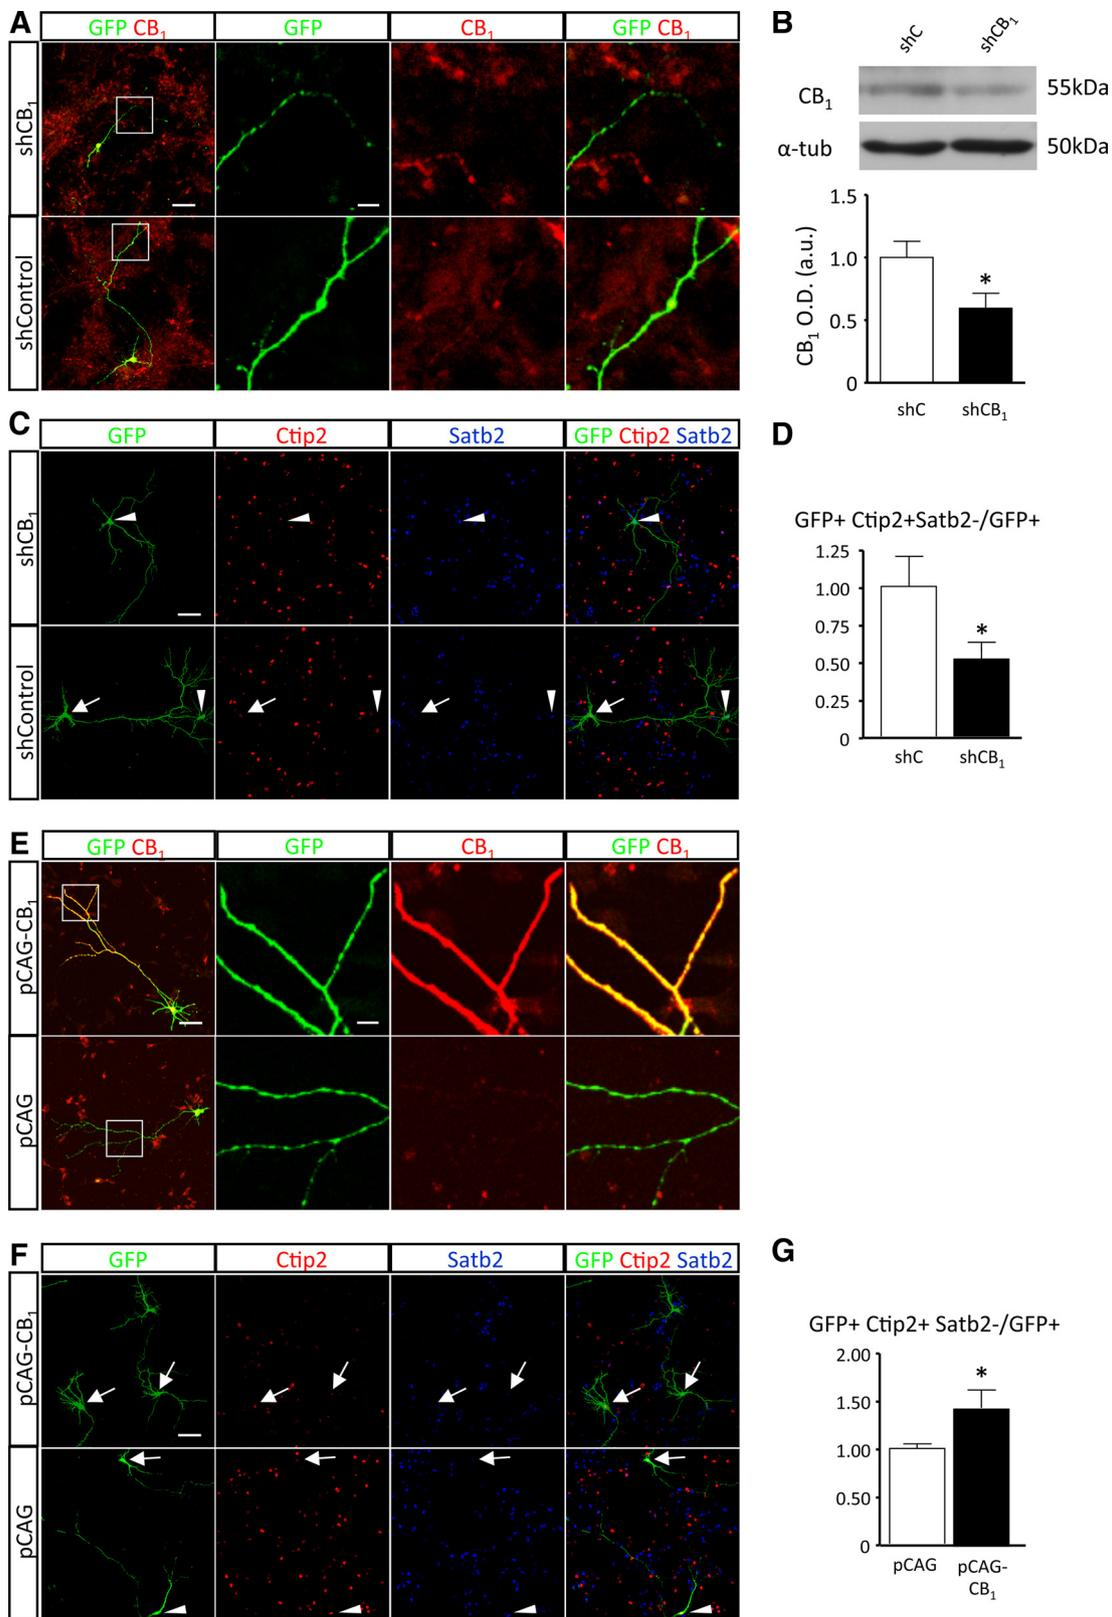 A
GFP CB₁
GFP
CB₁
GFP CB₁
shCB₁
shControl
B
shC
shCB₁
CB₁
55kDa
α-tub
50kDa
1.5
1.0
0.5
0
CB₁ O.D. (a.u.)
*
shC
shCB₁
C
GFP
Ctip2
Satb2
GFP Ctip2 Satb2
shCB₁
shControl
D
GFP+ Ctip2+Satb2-/GFP+
1.25
1.00
0.75
0.50
0.25
0
*
shC
shCB₁
E
GFP CB₁
GFP
CB₁
GFP CB₁
pCAG-CB₁
pCAG
F
GFP
Ctip2
Satb2
GFP Ctip2 Satb2
pCAG-CB₁
pCAG
G
GFP+ Ctip2+ Satb2-/GFP+
2.00
1.50
1.00
0.50
0
*
pCAG
pCAG-
CB₁